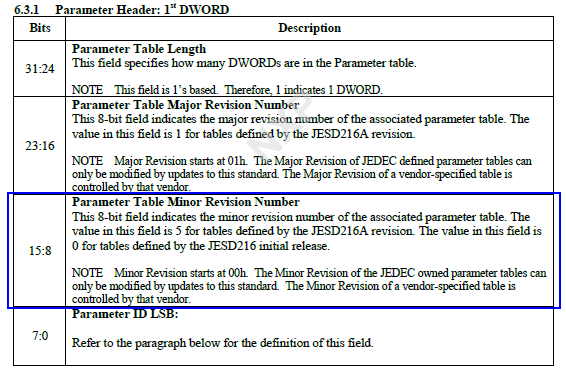 6.3.1 Parameter Header: 1st DWORD
Bits Description
Parameter Table Length
31:24 This field specifies how many DWORDs are in the Parameter table.
NOTE This field is 1's based. Therefore, 1 indicates 1 DWORD.
Parameter Table Major Revision Number
This 8-bit field indicates the major revision number of the associated parameter table. The
value in this field is 1 for tables defined by the JESD216A revision.
23:16
NOTE Major Revision starts at 01h. The Major Revision of JEDEC defined parameter tables can
only be modified by updates to this standard. The Major Revision of a vendor-specified table is
controlled by that vendor.
Parameter Table Minor Revision Number
This 8-bit field indicates the minor revision number of the associated parameter table. The
value in this field is 5 for tables defined by the JESD216A revision. The value in this field is
15:8 0 for tables defined by the JESD216 initial release.
NOTE Minor Revision starts at 00h. The Minor Revision of the JEDEC owned parameter tables can
only be modified by updates to this standard. The Minor Revision of a vendor-specified table is
controlled by that vendor.
Parameter ID LSB:
7:0 Refer to the paragraph below for the definition of this field.
NXP